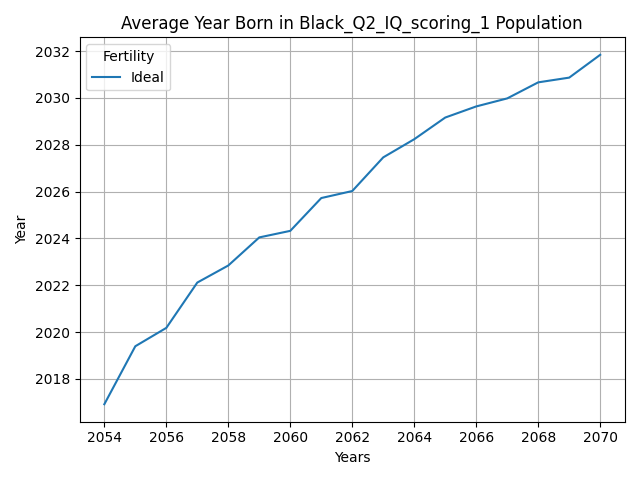 Average Year Born in Black_Q2_IQ_scoring_1 Population
Fertility
Ideal
Year
2032
2030
2028
2026
2024
2022
2020
2018
2054 2056 2058 2060 2062 2064 2066 2068 2070
Years